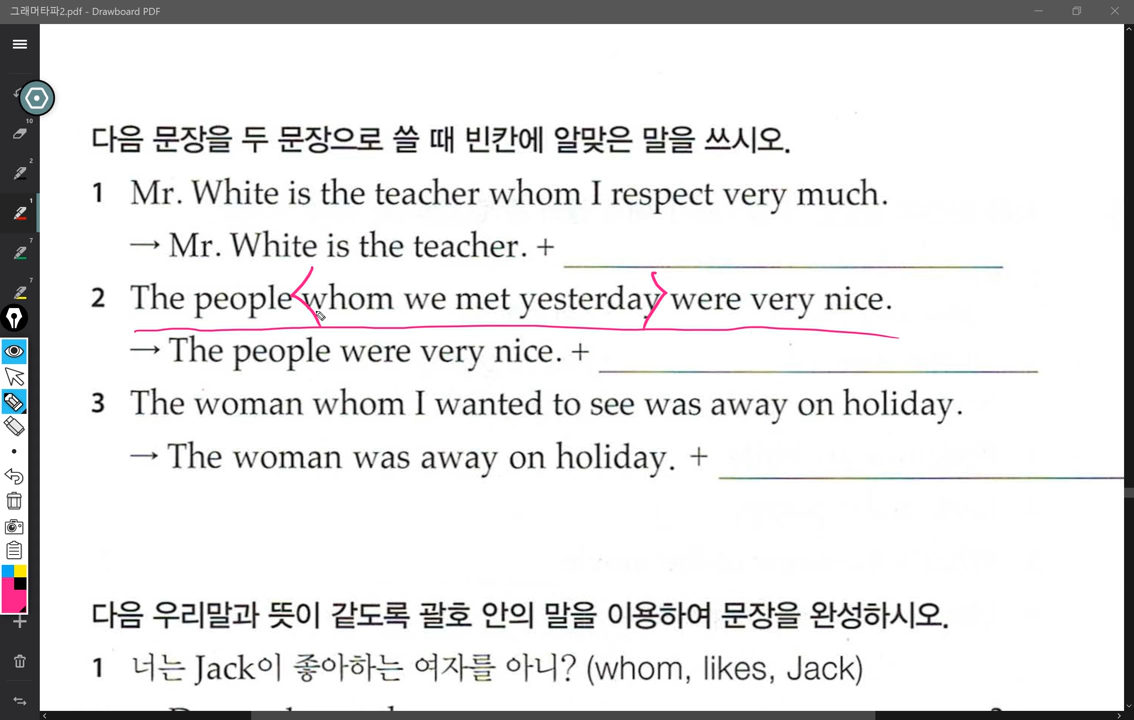 그래머타파2.pdf - Drawboard PDF
10
2
1
7
7
다음 문장을 두 문장으로 쓸 때 빈칸에 알맞은 말을 쓰시오.
1 Mr. White is the teacher whom I respect very much.
→ Mr. White is the teacher. +
2 The people whom we met yesterday were very nice.
→ The people were very nice. +
3 The woman whom I wanted to see was away on holiday.
→ The woman was away on holiday. +
다음 우리말과 뜻이 같도록 괄호 안의 말을 이용하여 문장을 완성하시오.
1 너는 Jack이 좋아하는 여자를 아니? (whom, likes, Jack)